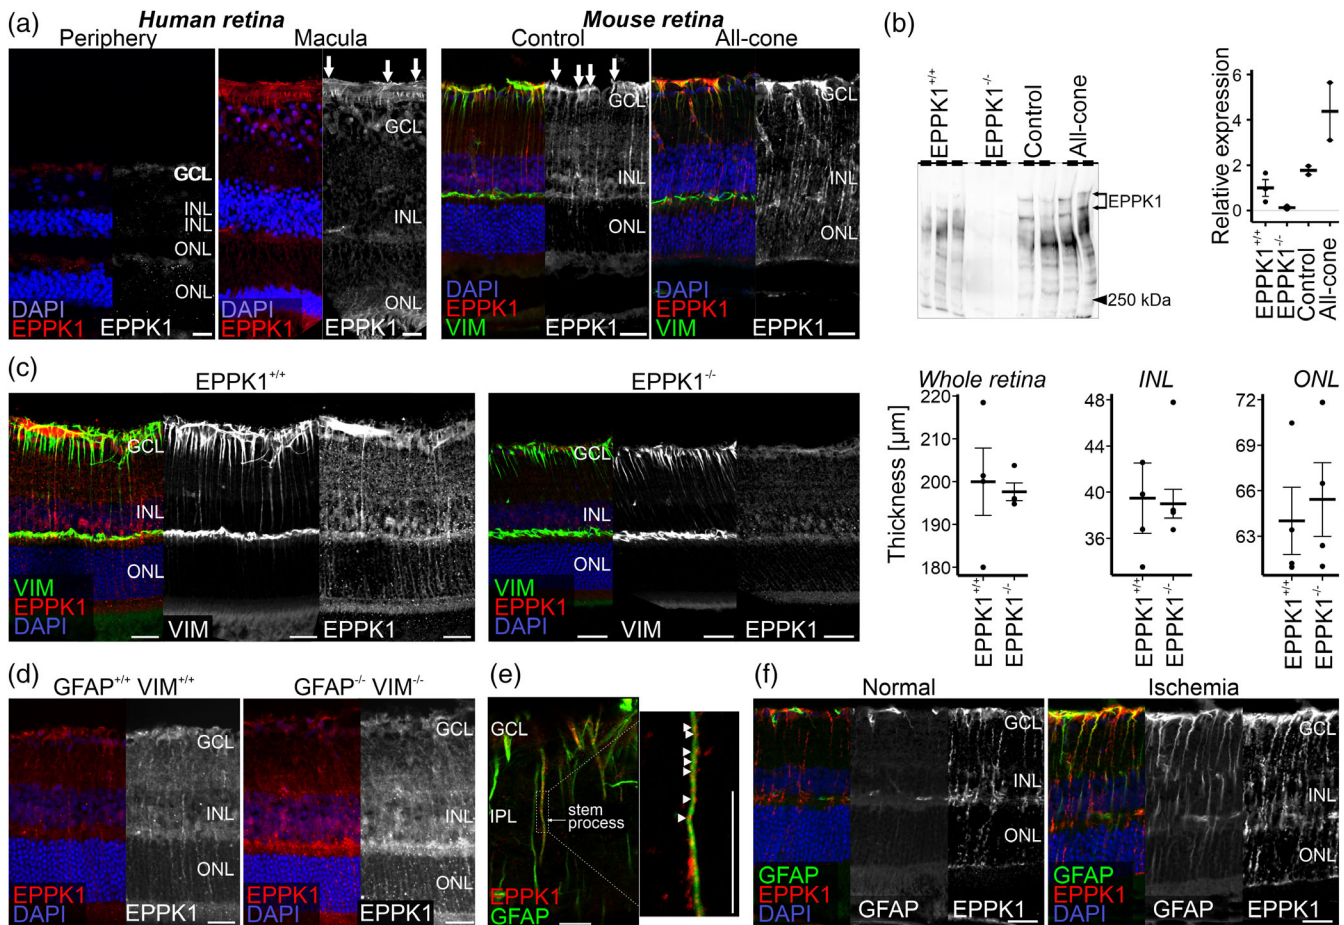 (a)
Human retina
Mouse retina
Periphery
Macula
Control
All-cone
GCL
INL
INL
ONL
ONL
DAPI
EPPK1
EPPK1
GCL
INL
ONL
DAPI
EPPK1
EPPK1
GCL
INL
ONL
DAPI
EPPK1
VIM
EPPK1
GCL
INL
ONL
DAPI
EPPK1
VIM
EPPK1
(b)
EPPK1+/+
EPPK1-/-
Control
All-cone
EPPK1
250 kDa
Relative expression
6
4
2
0
EPPK1+/+
EPPK1-/-
Control
All-cone
(c)
EPPK1+/+
EPPK1-/-
GCL
INL
ONL
VIM
EPPK1
DAPI
VIM
EPPK1
GCL
INL
ONL
VIM
EPPK1
DAPI
VIM
EPPK1
Whole retina
INL
ONL
Thickness [µm]
220
210
200
190
180
EPPK1+/+
EPPK1-/-
48
44
40
36
EPPK1+/+
EPPK1-/-
72
69
66
63
EPPK1+/+
EPPK1-/-
(d)
GFAP+/+ VIM+/+
GFAP-/- VIM-/-
GCL
INL
ONL
EPPK1
DAPI
EPPK1
GCL
INL
ONL
EPPK1
DAPI
EPPK1
(e)
GCL
IPL
stem
process
EPPK1
GFAP
(f)
Normal
Ischemia
GCL
INL
ONL
GFAP
EPPK1
DAPI
GFAP
EPPK1
GCL
INL
ONL
GFAP
EPPK1
DAPI
GFAP
EPPK1